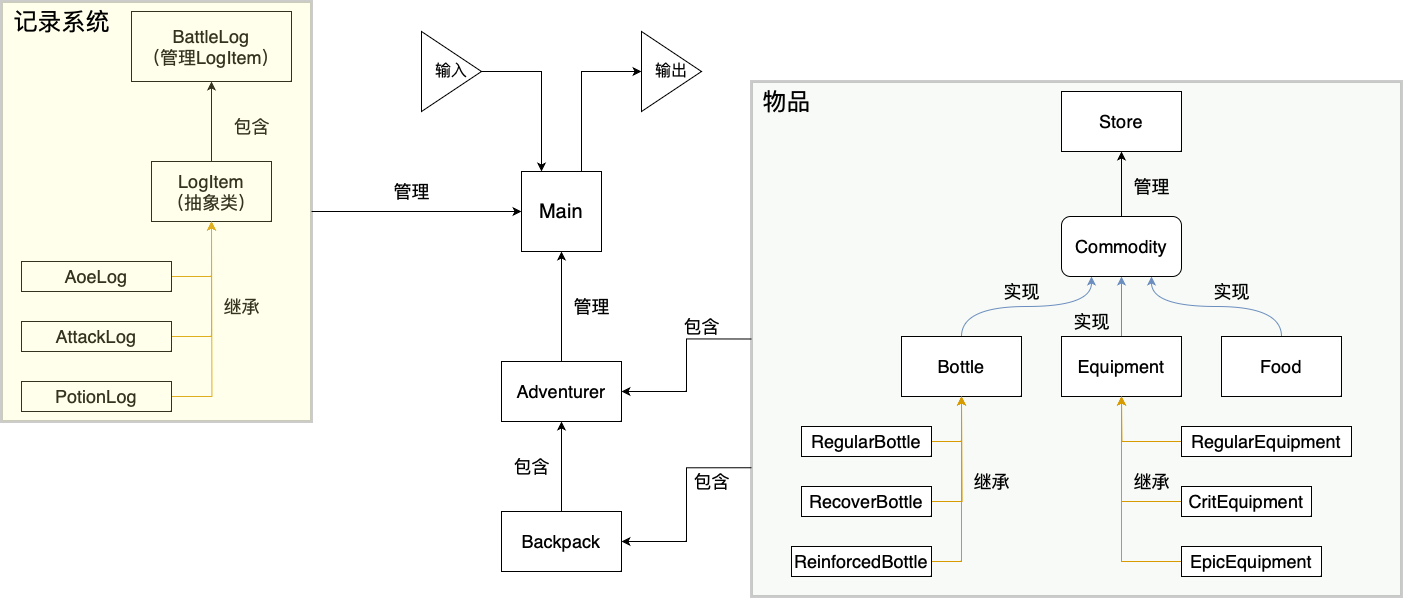 记录系统
BattleLog
（管理LogItem）
包含
LogItem
（抽象类）
AoeLog
继承
AttackLog
PotionLog
输入
输出
管理
Main
管理
Adventurer
包含
Backpack
包含
包含
物品
Store
管理
Commodity
实现
实现
实现
Bottle
Equipment
Food
RegularBottle
继承
RecoverBottle
ReinforcedBottle
RegularEquipment
继承
CritEquipment
EpicEquipment